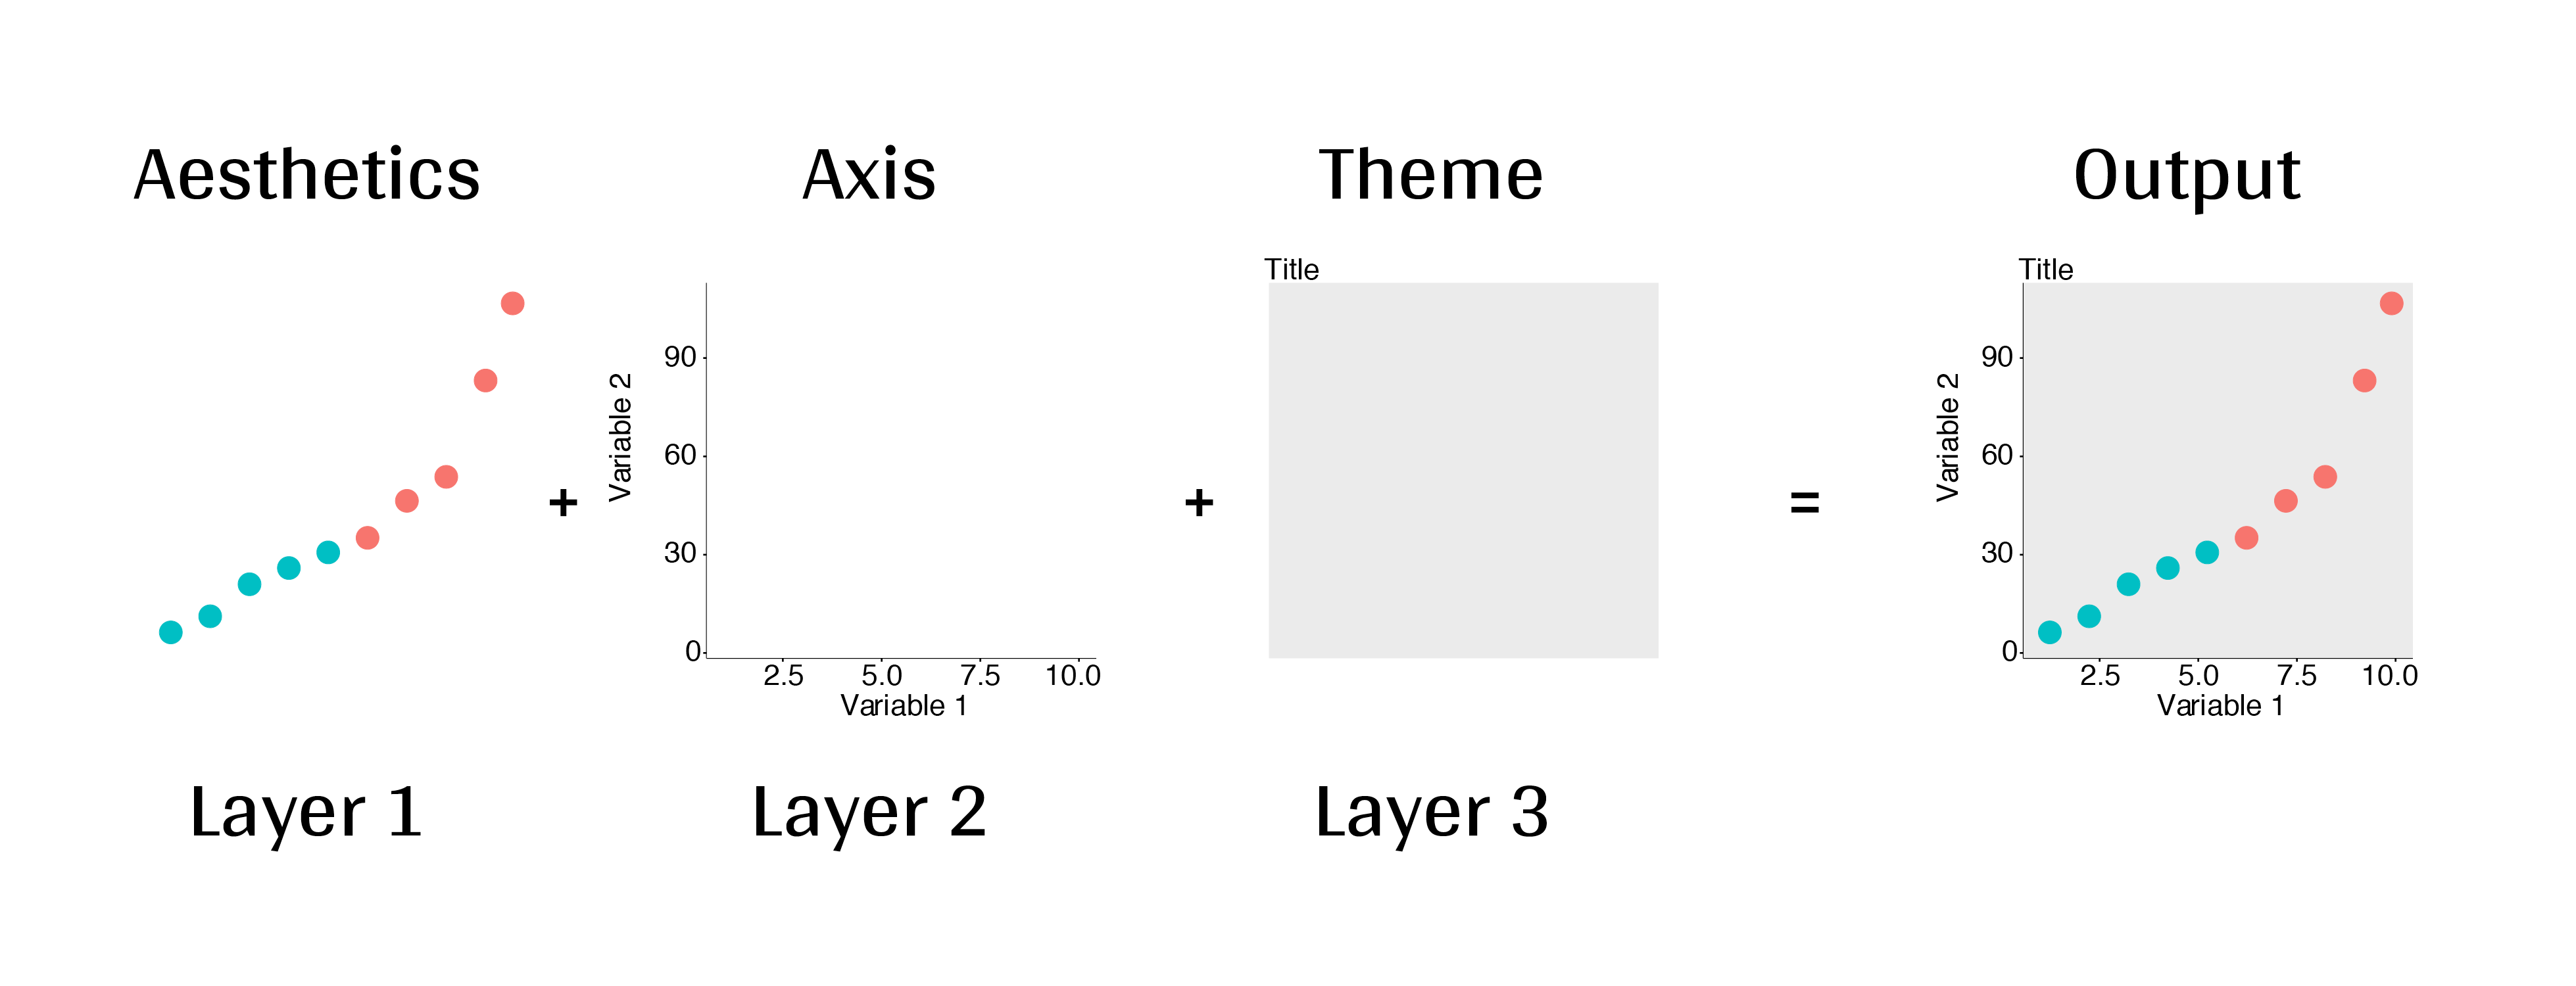 Aesthetics
Axis
Theme
Output
+
Variable 2
90
60
30
0
2.5 5.0 7.5 10.0
Variable 1
+
Title
=
Title
Variable 2
90
60
30
0
2.5 5.0 7.5 10.0
Variable 1
Layer 1
Layer 2
Layer 3